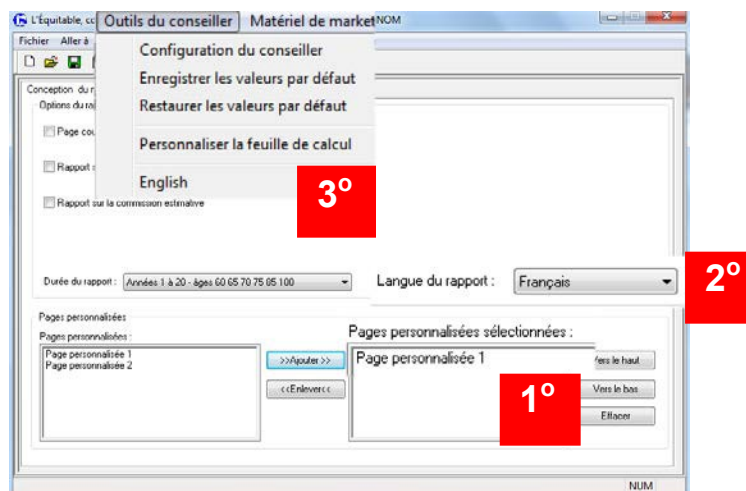 L'Équitable, cc
Outils du conseiller Matériel de market NOM
Fichier Aller à
Configuration du conseiller
Enregistrer les valeurs par défaut
Restaurer les valeurs par défaut
Personnaliser la feuille de calcul
English
Conception du r
Options du ra
Page cou
Rapport
Rapport sur la commission estimative
3º
Durée du rapport : Années 1 à 20 - âges 60 65 70 75 85 100
Langue du rapport : Français
2º
Pages personnalisées
Pages personnalisées :
Page personnalisée 1
Page personnalisée 2
>>Ajouter>>
<<Enlever<<
Pages personnalisées sélectionnées :
Page personnalisée 1
1º
Vers le haut
Vers le bas
Effacer
NUM